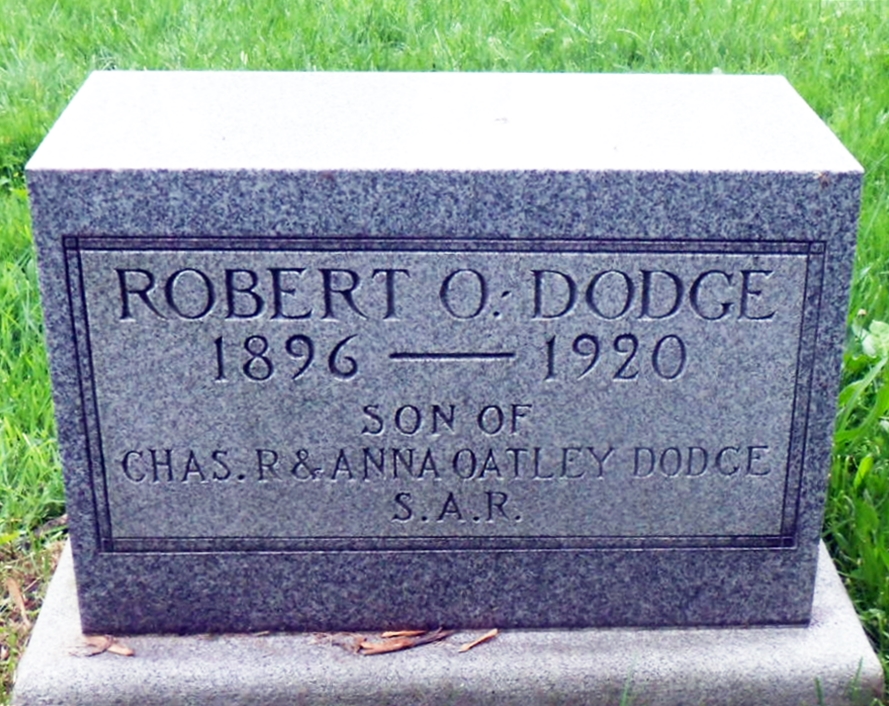 ROBERT O. DODGE
1896 — 1920
SON OF
CHAS. R & ANNA OATLEY DODGE
S.A.R.